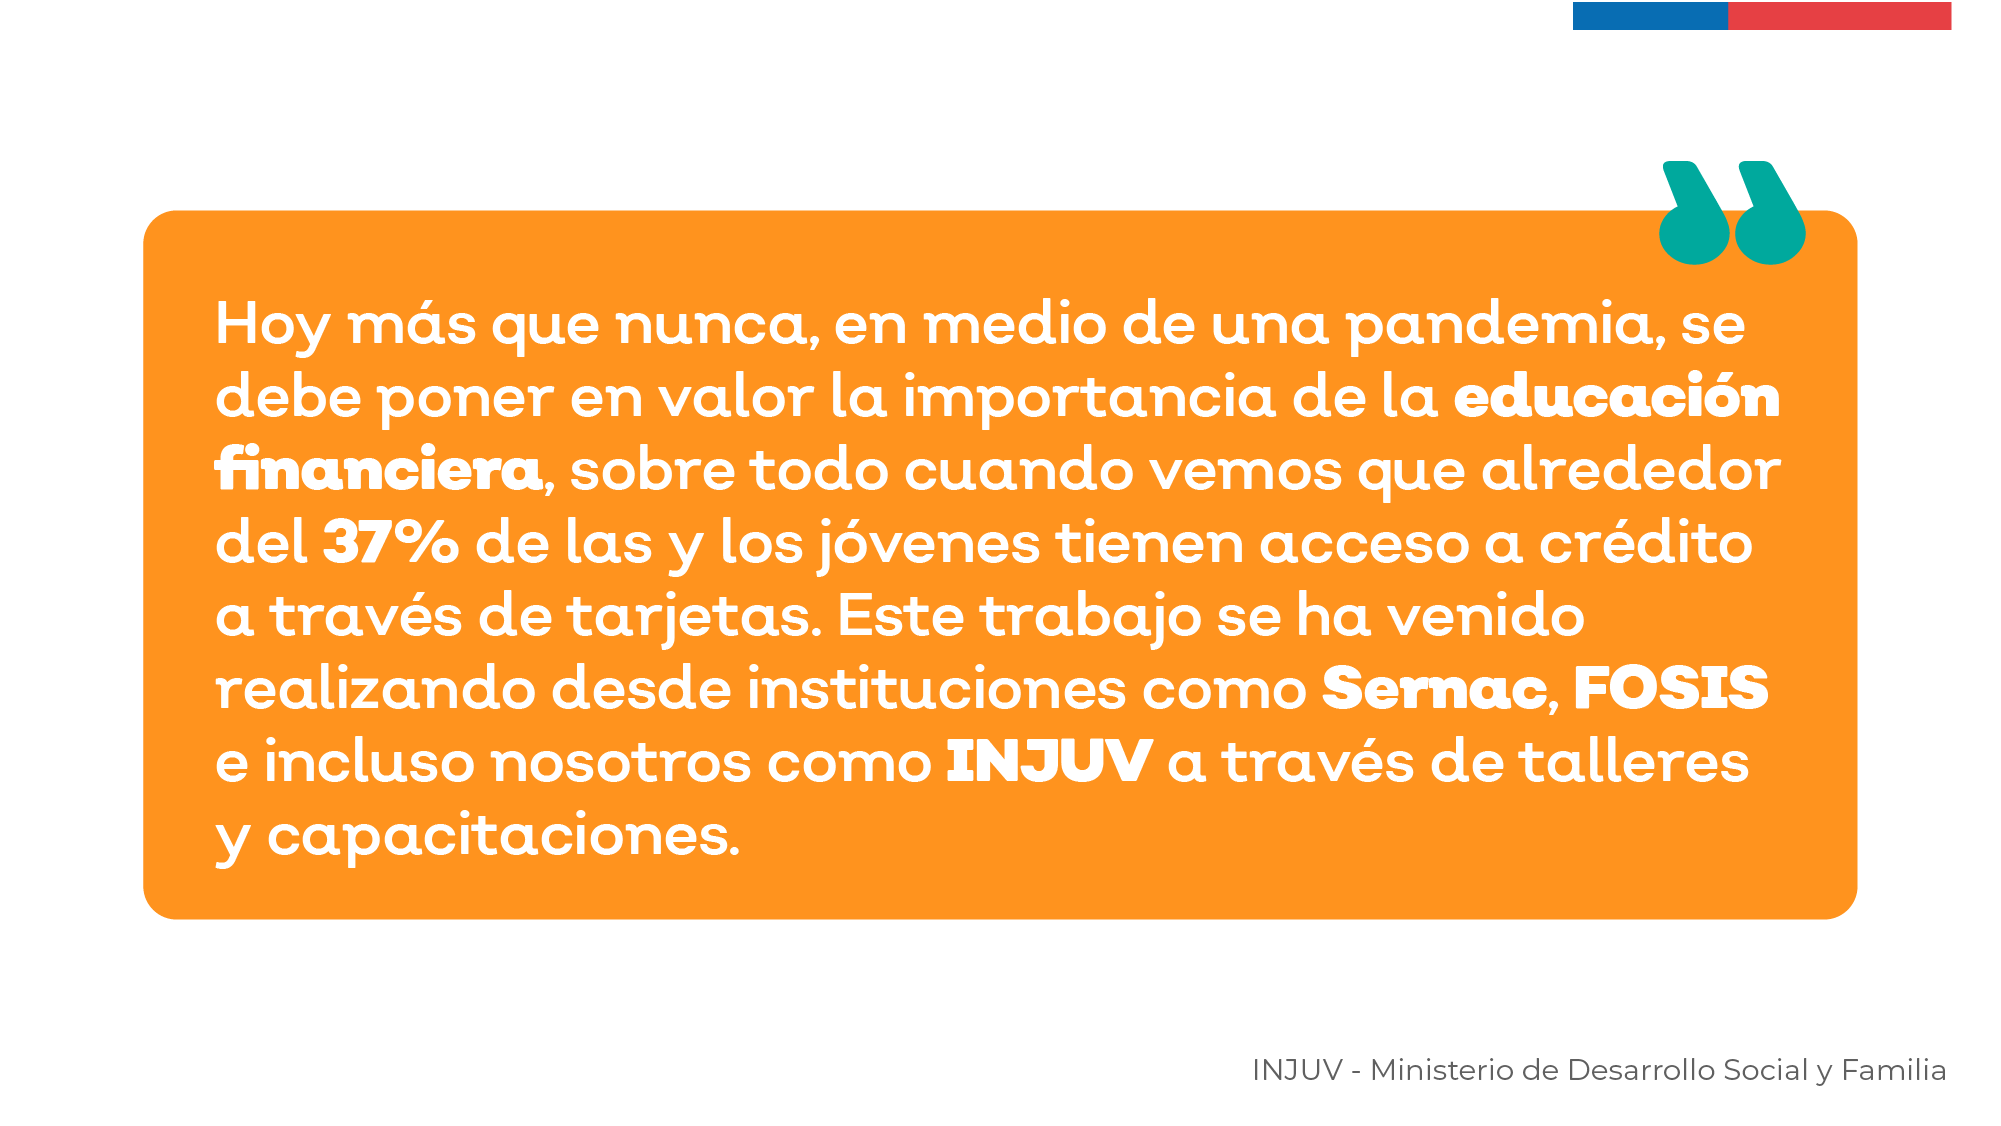 Hoy más que nunca, en medio de una pandemia, se
debe poner en valor la importancia de la educación
financiera, sobre todo cuando vemos que alrededor
del 37% de las y los jóvenes tienen acceso a crédito
a través de tarjetas. Este trabajo se ha venido
realizando desde instituciones como Sernac, FOSIS
e incluso nosotros como INJUV a través de talleres
y capacitaciones.
INJUV - Ministerio de Desarrollo Social y Familia